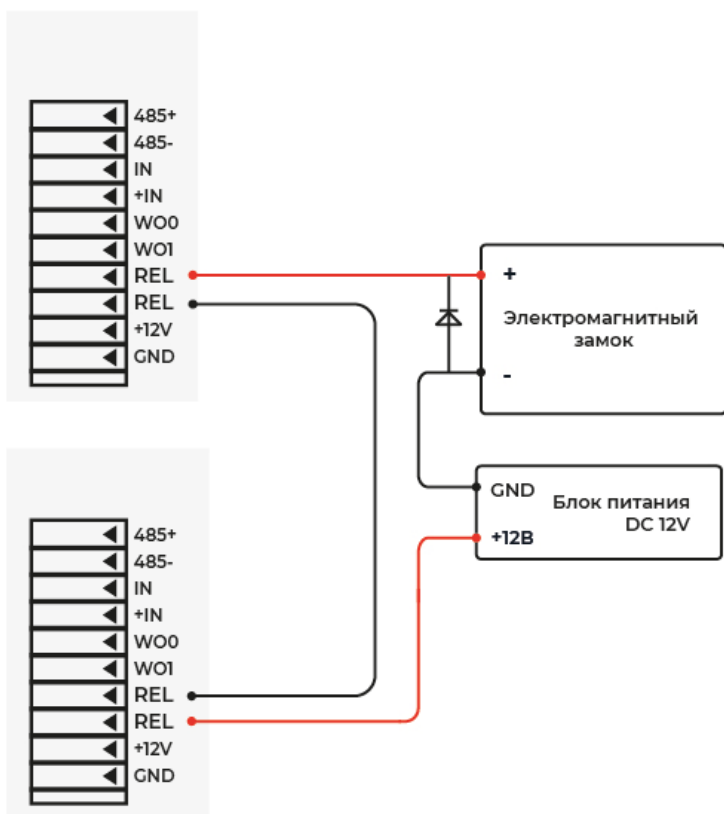 485+
485-
IN
+IN
WO0
WO1
REL
REL
+12V
GND
+
Электромагнитный
замок
-
GND
Блок питания
DC 12V
+12В
485+
485-
IN
+IN
WO0
WO1
REL
REL
+12V
GND